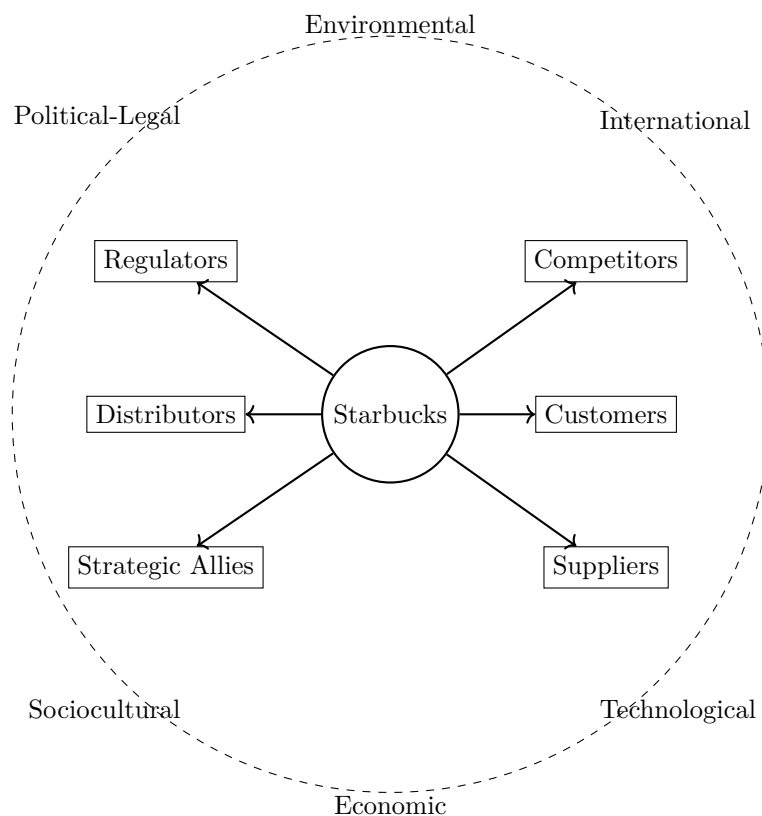 Environmental
Political-Legal
International
Regulators
Competitors
Distributors
Starbucks
Customers
Strategic Allies
Suppliers
Sociocultural
Technological
Economic